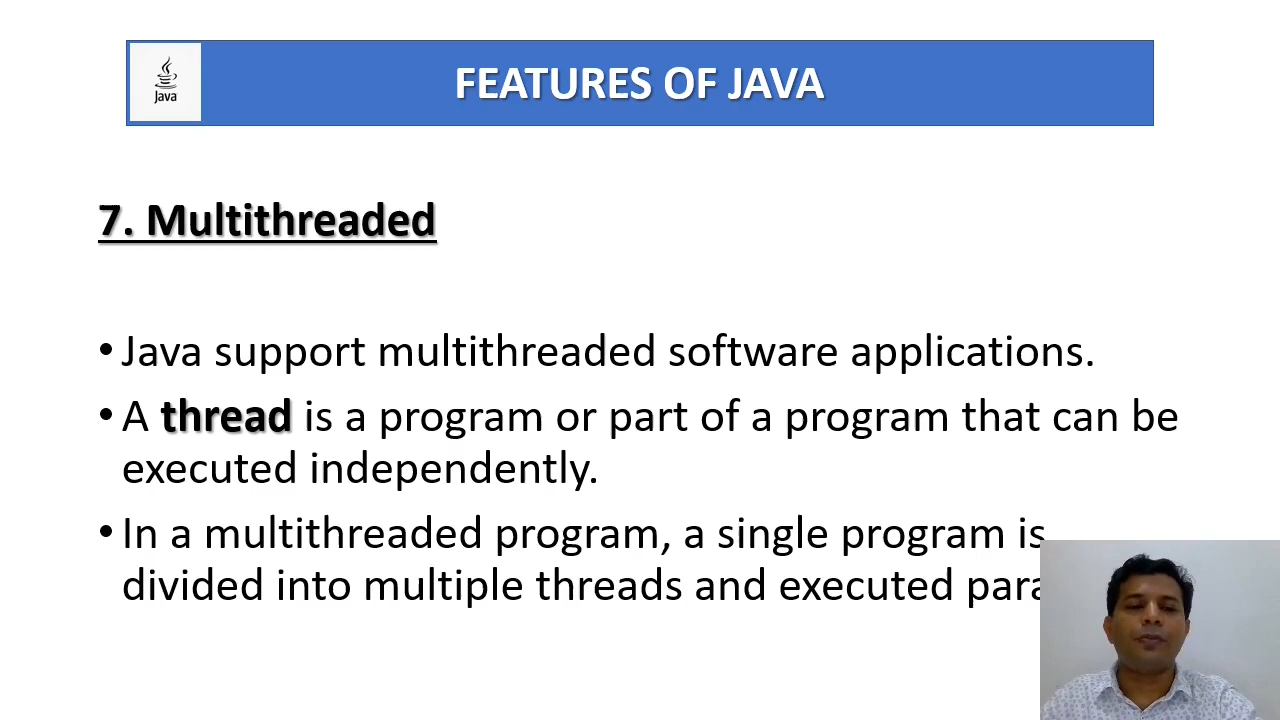 Java
FEATURES OF JAVA
7. Multithreaded
• Java support multithreaded software applications.
• A thread is a program or part of a program that can be
executed independently.
• In a multithreaded program, a single program is
divided into multiple threads and executed